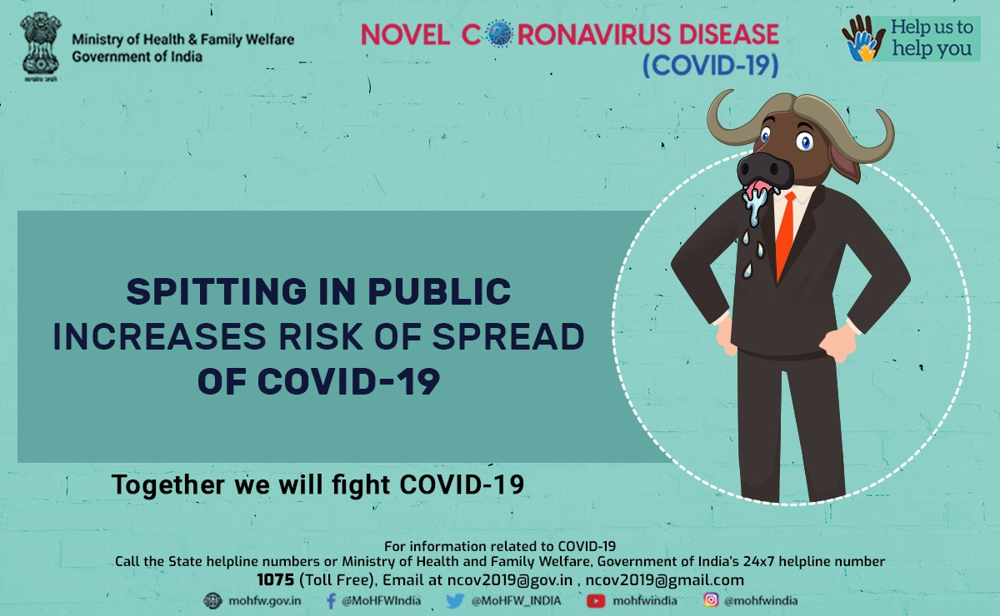 Ministry of Health & Family Welfare
Government of India
NOVEL CORONAVIRUS DISEASE
(COVID-19)
Help us to
help you
SPITTING IN PUBLIC
INCREASES RISK OF SPREAD
OF COVID-19
Together we will fight COVID-19
For information related to COVID-19
Call the State helpline numbers or Ministry of Health and Family Welfare, Government of India's 24x7 helpline number
1075 (Toll Free), Email at ncov2019@gov.in , ncov2019@gmail.com
mohfw.gov.in @MoHFWIndia @MoHFW_INDIA mohfwindia @mohfwindia